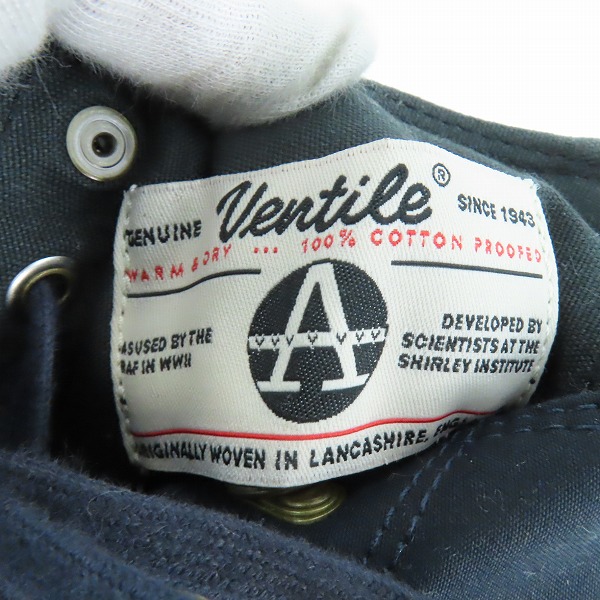 GENUINE Ventile® SINCE 1943
WARM & DRY ... 100% COTTON PROOFED
A
AS USED BY THE
RAF IN WWII
DEVELOPED BY
SCIENTISTS AT THE
SHIRLEY INSTITUTE
ORIGINALLY WOVEN IN LANCASHIRE,